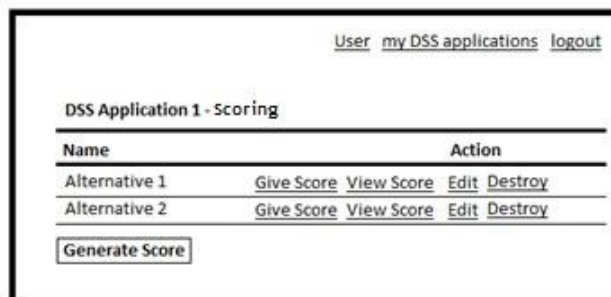 User my DSS applications logout
DSS Application 1 - Scoring
Name Action
Alternative 1 Give Score View Score Edit Destroy
Alternative 2 Give Score View Score Edit Destroy
Generate Score